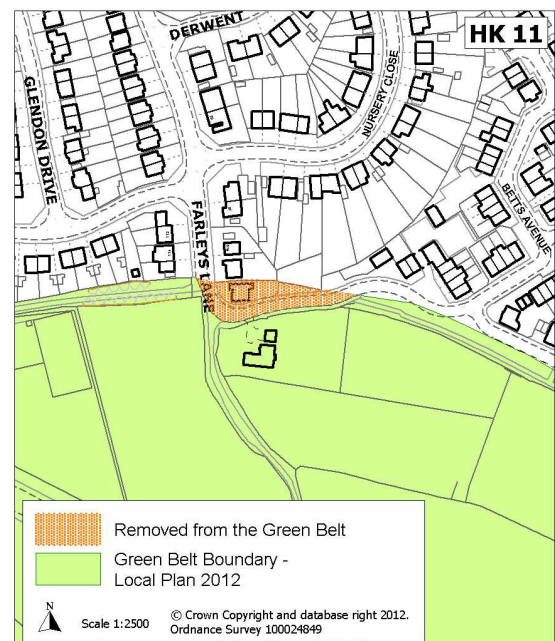 DERWENT
HK 11
GLENDON DRIVE
NURSERY CLOSE
BETTS AVENUE
FARLEYS LANE
Removed from the Green Belt
Green Belt Boundary -
Local Plan 2012
N
Scale 1:2500
© Crown Copyright and database right 2012.
Ordnance Survey 100024849